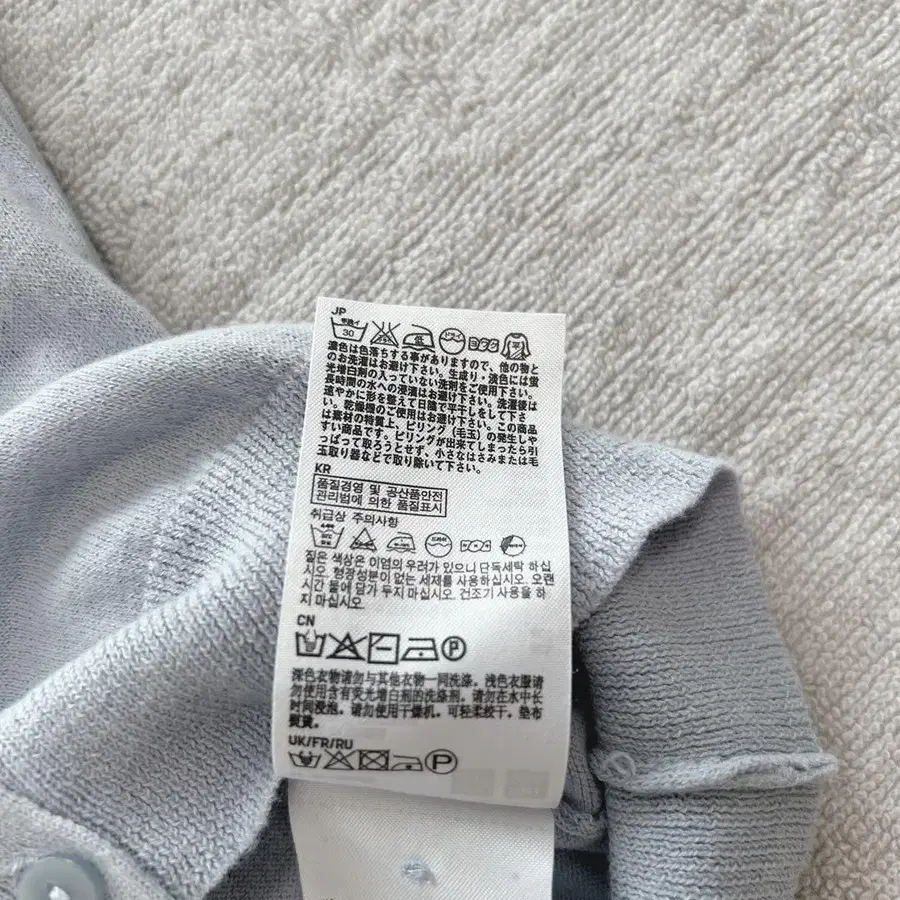 JP
手洗イ
30
ドライ
ヨワク
平
濃色は色落ちする事がありますので、他の物と
のお洗濯はお避け下さい。生成り・淡色には蛍
光増白剤の入っていない洗剤をご使用下さい。
長時間の水への浸漬はお避け下さい。洗濯後は
速やかに形を整えて日陰で平干しをして下さ
い。乾燥機のご使用はお避け下さい。この商品
は素材の特質上、ピリング(毛玉)の発生しや
すい商品です。ピリングが出来てしまったら引
っぱって取ろうとせず、小さなはさみまたは毛
玉取り器などで取り除いて下さい。
KR
품질경영 및 공산품안전
관리법에 의한 품질표시
취급상 주의사항
짙은 색상은 이염의 우려가 있으니 단독세탁 하십
시오. 형광성분이 없는 세제를 사용하십시오. 오랜
시간 물에 담가 두지 마십시오. 건조기 사용을 하
지 마십시오.
CN
P
深色衣物请勿与其他衣物一同洗涤。浅色衣服请
勿使用含有荧光增白剂的洗涤剂。请勿在水中长
时间浸泡。请勿使用干燥机。可轻柔拧干。垫布
熨烫。
UK/FR/RU
P